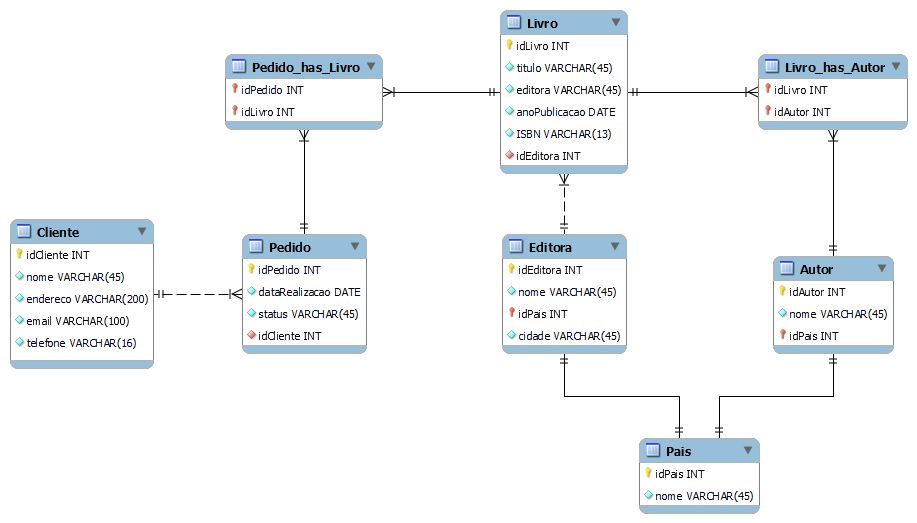 Livro
idLivro INT
titulo VARCHAR(45)
editora VARCHAR(45)
anoPublicacao DATE
ISBN VARCHAR(13)
idEditora INT
Pedido_has_Livro
idPedido INT
idLivro INT
Livro_has_Autor
idLivro INT
idAutor INT
Cliente
idCliente INT
nome VARCHAR(45)
endereco VARCHAR(200)
email VARCHAR(100)
telefone VARCHAR(16)
Pedido
idPedido INT
dataRealizacao DATE
status VARCHAR(45)
idCliente INT
Editora
idEditora INT
nome VARCHAR(45)
idPais INT
cidade VARCHAR(45)
Autor
idAutor INT
nome VARCHAR(45)
idPais INT
Pais
idPais INT
nome VARCHAR(45)